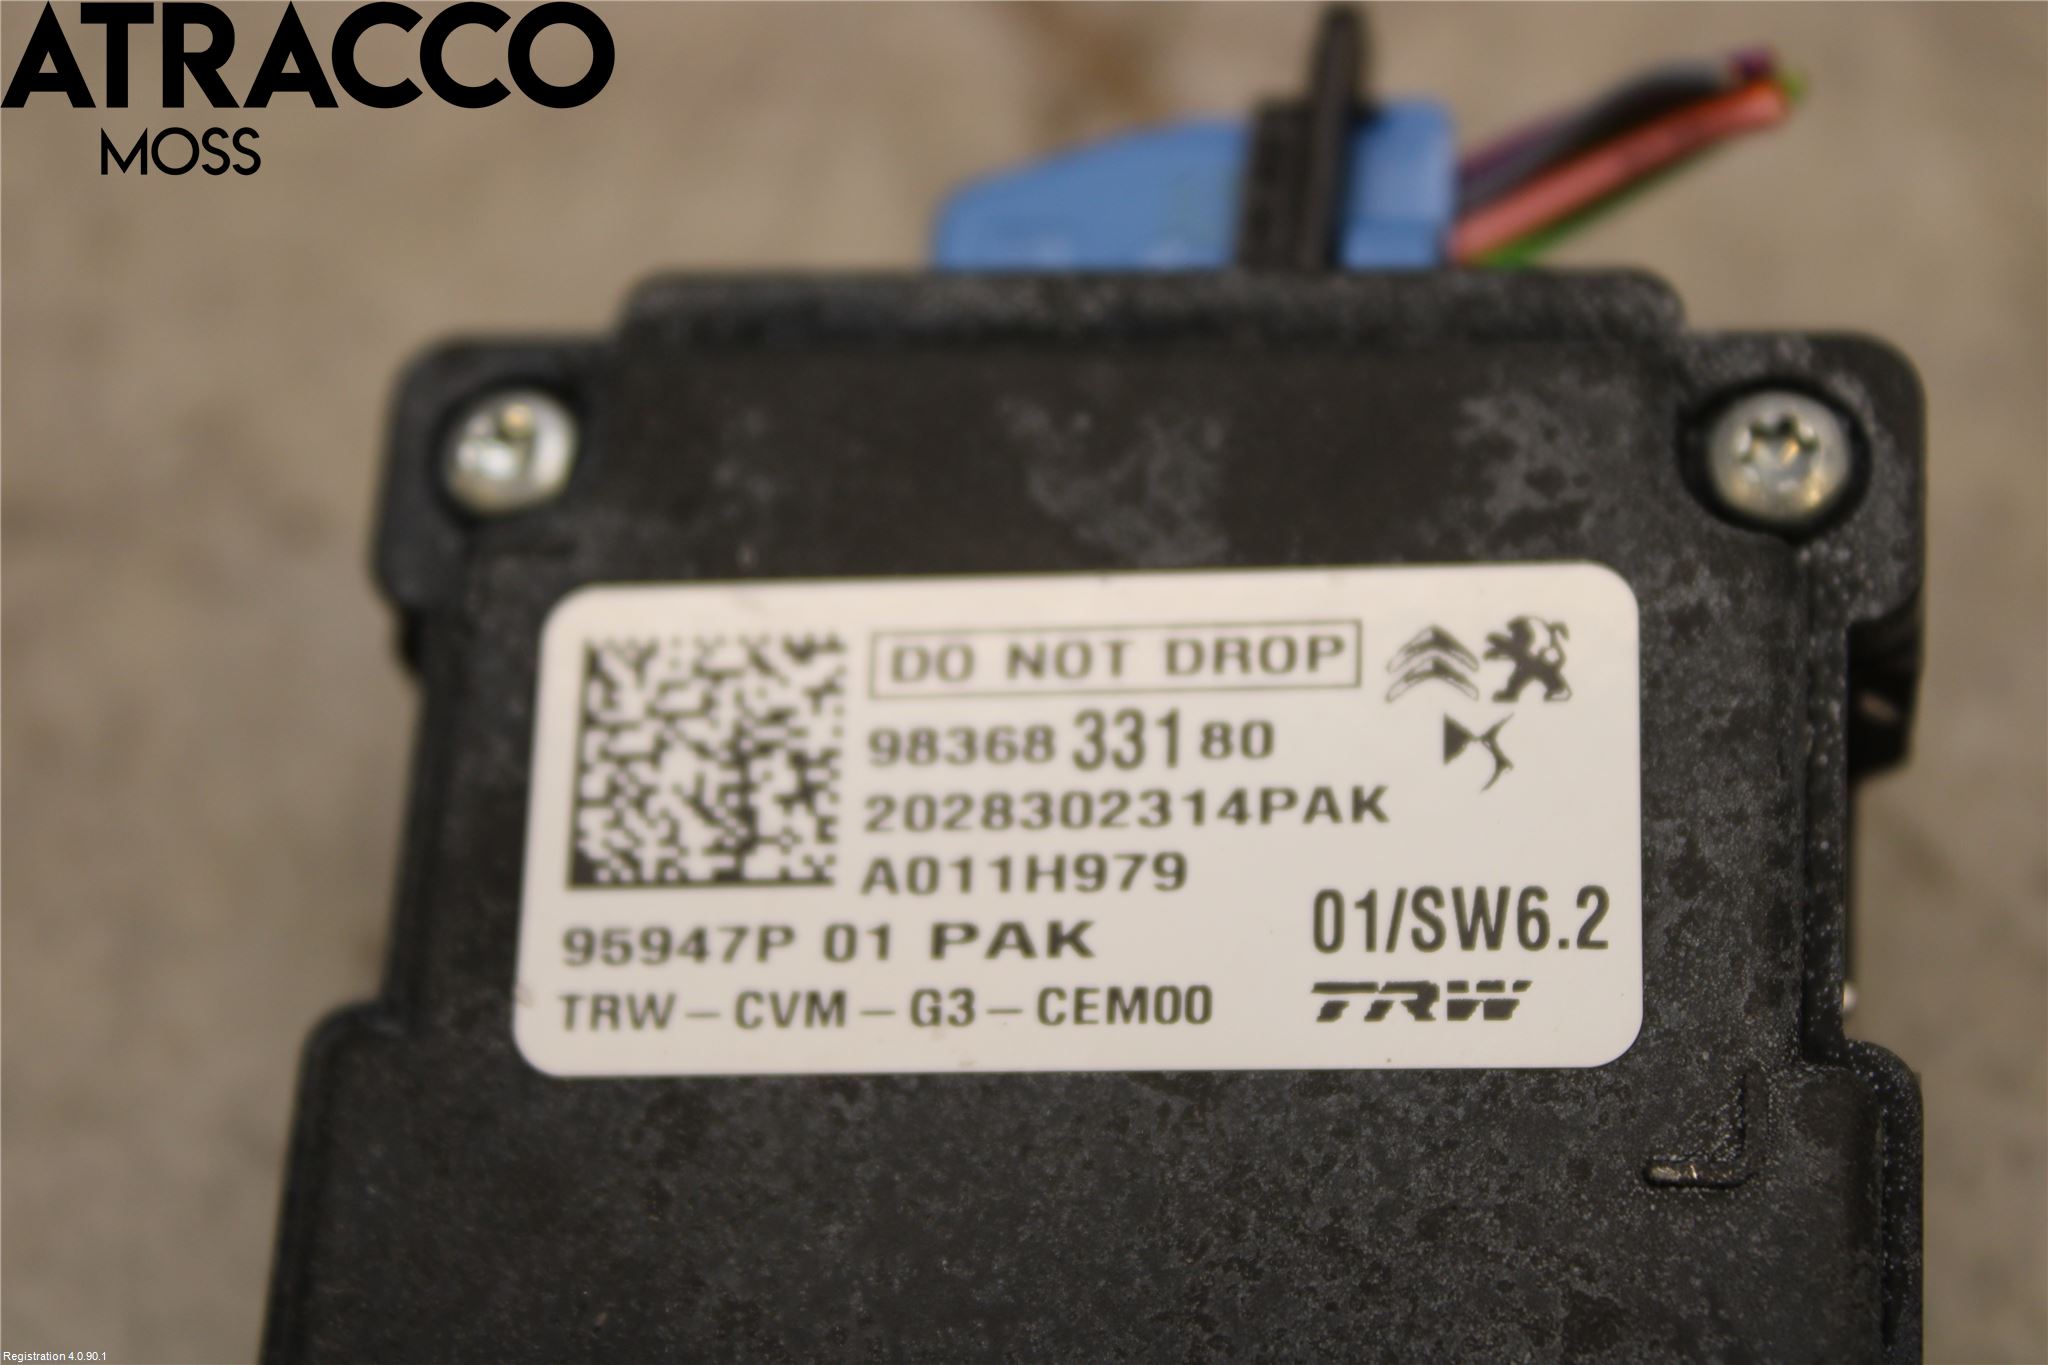 ATRACCO
MOSS
DO NOT DROP
98368 331 80
2028302314PAK
A011H979
95947P 01 PAK
01/SW6.2
TRW-CVM-G3-CEM00
TRW
Registration 4.0.90.1